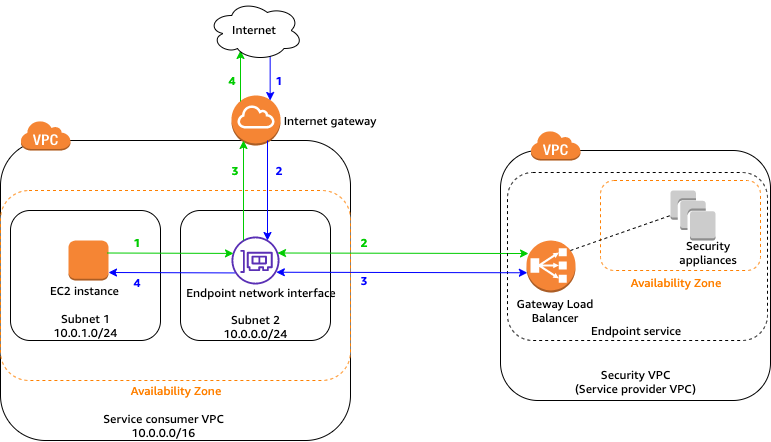 Internet
4
1
Internet gateway
VPC
VPC
3
2
1
2
4
3
EC2 instance
Endpoint network interface
Subnet 1
10.0.1.0/24
Subnet 2
10.0.0.0/24
Availability Zone
Service consumer VPC
10.0.0.0/16
Security
appliances
Availability Zone
Gateway Load
Balancer
Endpoint service
Security VPC
(Service provider VPC)